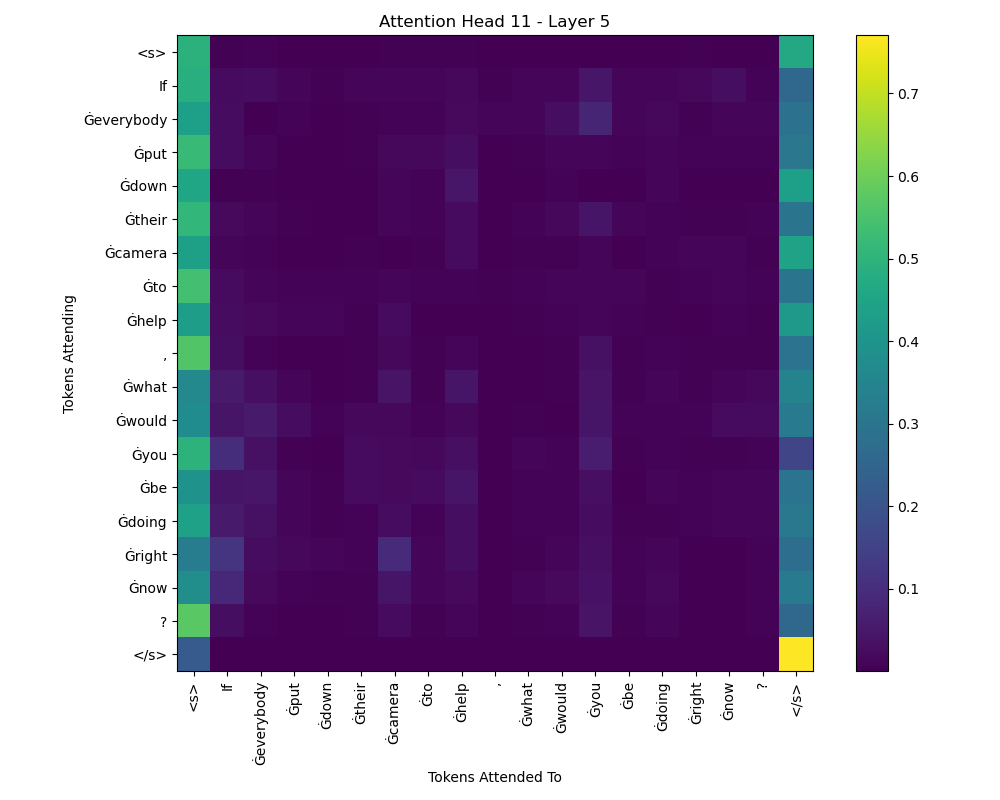 Attention Head 11 - Layer 5
<s>
If
Ġeverybody
Ġput
Ġdown
Ġtheir
Ġcamera
Ġto
Ġhelp
,
Ġwhat
Ġwould
Ġyou
Ġbe
Ġdoing
Ġright
Ġnow
?
</s>
Tokens Attending
<s>
If
Ġeverybody
Ġput
Ġdown
Ġtheir
Ġcamera
Ġto
Ġhelp
,
Ġwhat
Ġwould
Ġyou
Ġbe
Ġdoing
Ġright
Ġnow
?
</s>
Tokens Attended To
0.7
0.6
0.5
0.4
0.3
0.2
0.1